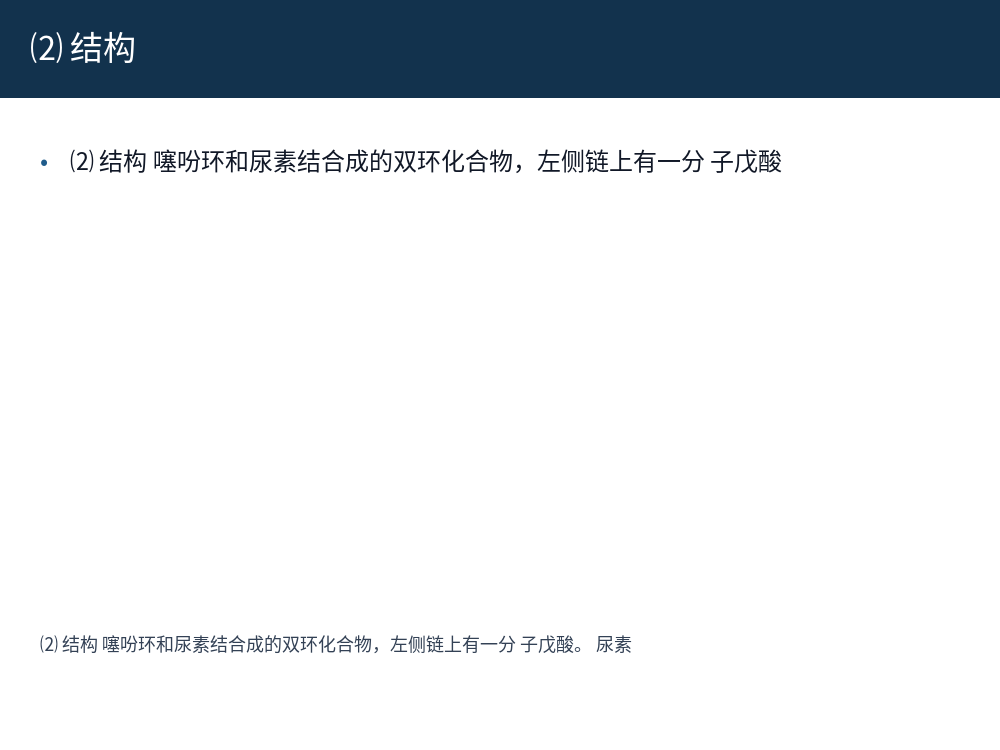 ⑵ 结构
• ⑵ 结构 噻吩环和尿素结合成的双环化合物，左侧链上有一分 子戊酸
⑵ 结构 噻吩环和尿素结合成的双环化合物，左侧链上有一分 子戊酸。 尿素